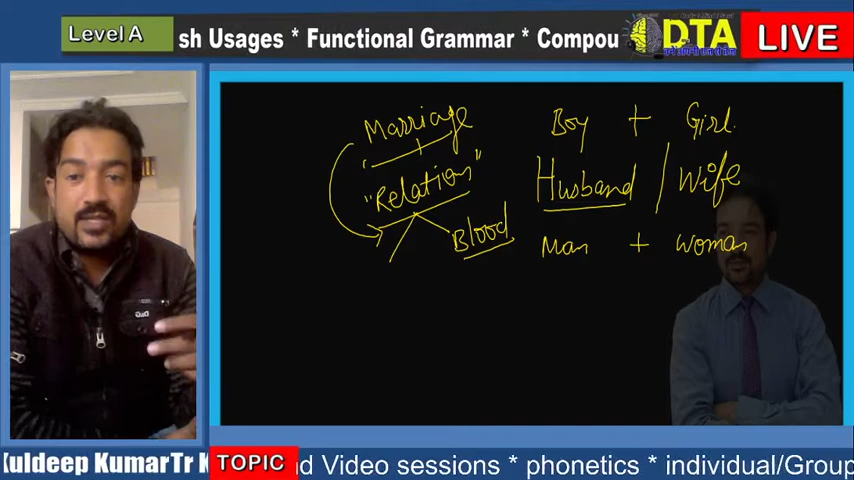 Level A
sh Usages * Functional Grammar * Compou
DTA
LIVE
Marriage Boy + Girl.
"Relation" Husband / Wife
Blood Man + Woman
D&G
Kuldeep KumarTr K
TOPIC
nd Video sessions * phonetics * individual/Group